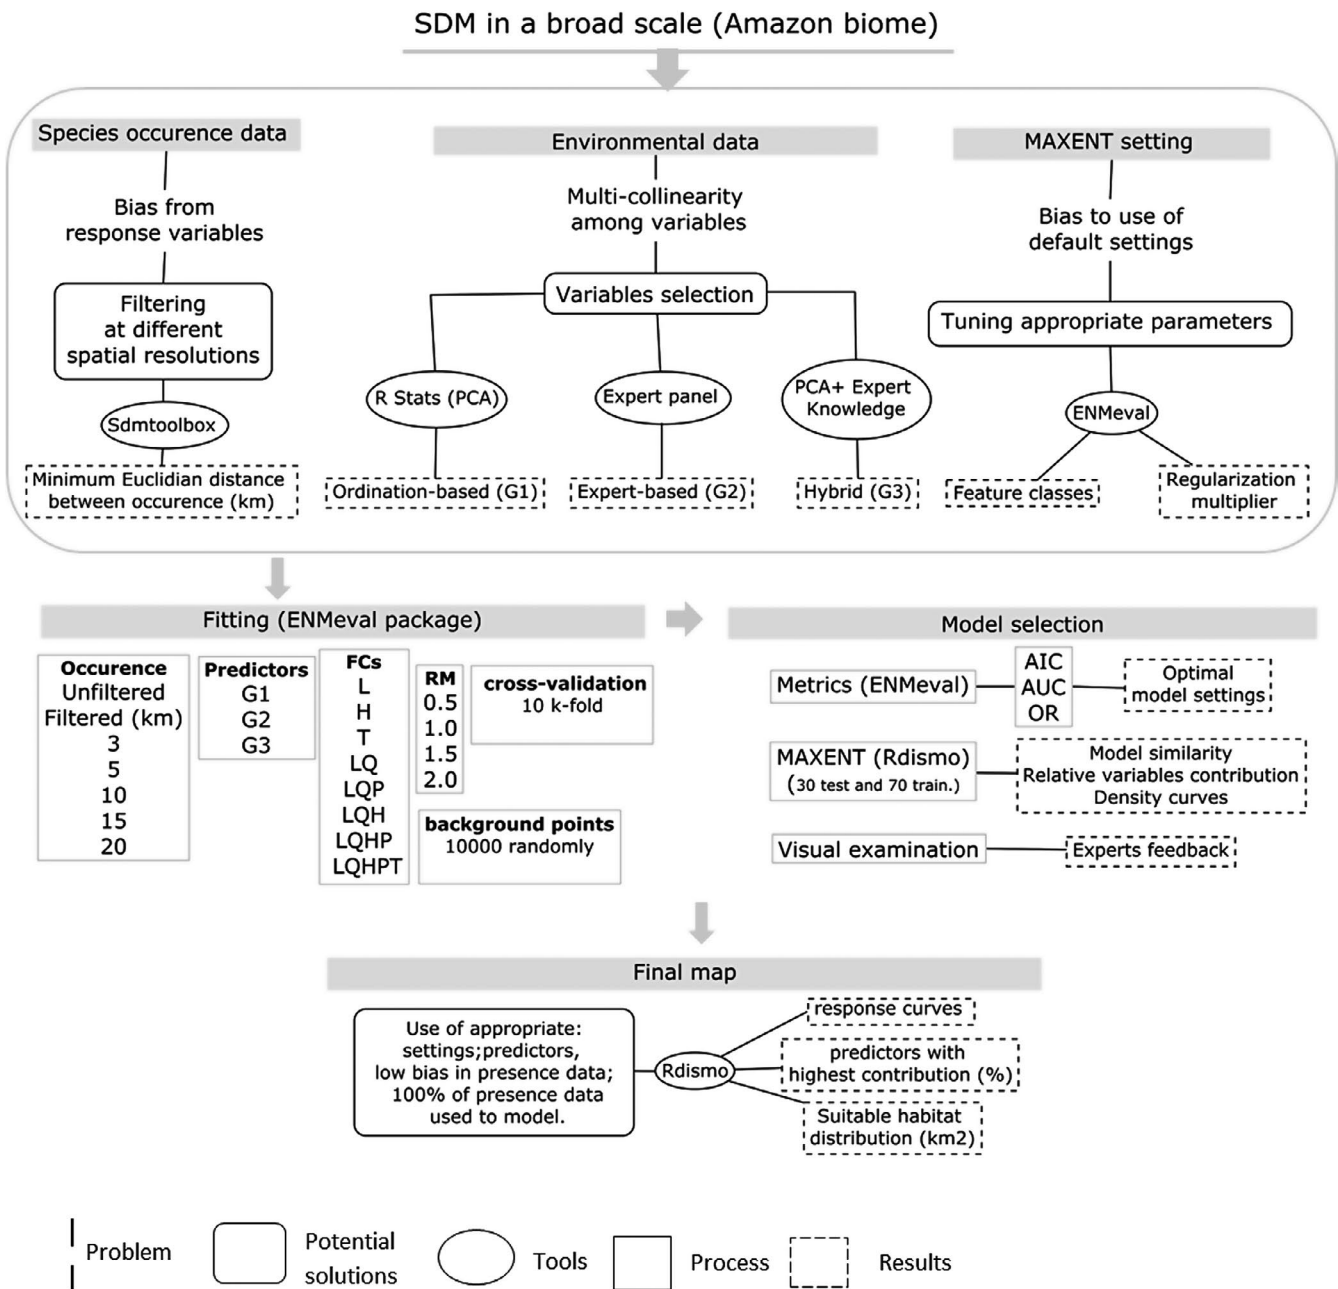 SDM in a broad scale (Amazon biome)
Species occurence data
Bias from
response variables
Filtering
at different
spatial resolutions
Sdmtoolbox
Minimum Euclidian distance
between occurence (km)
Environmental data
Multi-collinearity
among variables
Variables selection
R Stats (PCA)
Expert panel
PCA+ Expert
Knowledge
Ordination-based (G1)
Expert-based (G2)
Hybrid (G3)
MAXENT setting
Bias to use of
default settings
Tuning appropriate parameters
ENMeval
Feature classes
Regularization
multiplier
Fitting (ENMeval package)
Occurence
Unfiltered
Filtered (km)
3
5
10
15
20
Predictors
G1
G2
G3
FCs
L
H
T
LQ
LQP
LQH
LQHP
LQHPT
RM
0.5
1.0
1.5
2.0
cross-validation
10 k-fold
background points
10000 randomly
Model selection
Metrics (ENMeval)
AIC
AUC
OR
Optimal
model settings
MAXENT (Rdismo)
(30 test and 70 train.)
Model similarity
Relative variables contribution
Density curves
Visual examination
Experts feedback
Final map
Use of appropriate:
settings;predictors,
low bias in presence data;
100% of presence data
used to model.
Rdismo
response curves
predictors with
highest contribution (%)
Suitable habitat
distribution (km2)
Problem
Potential
solutions
Tools
Process
Results